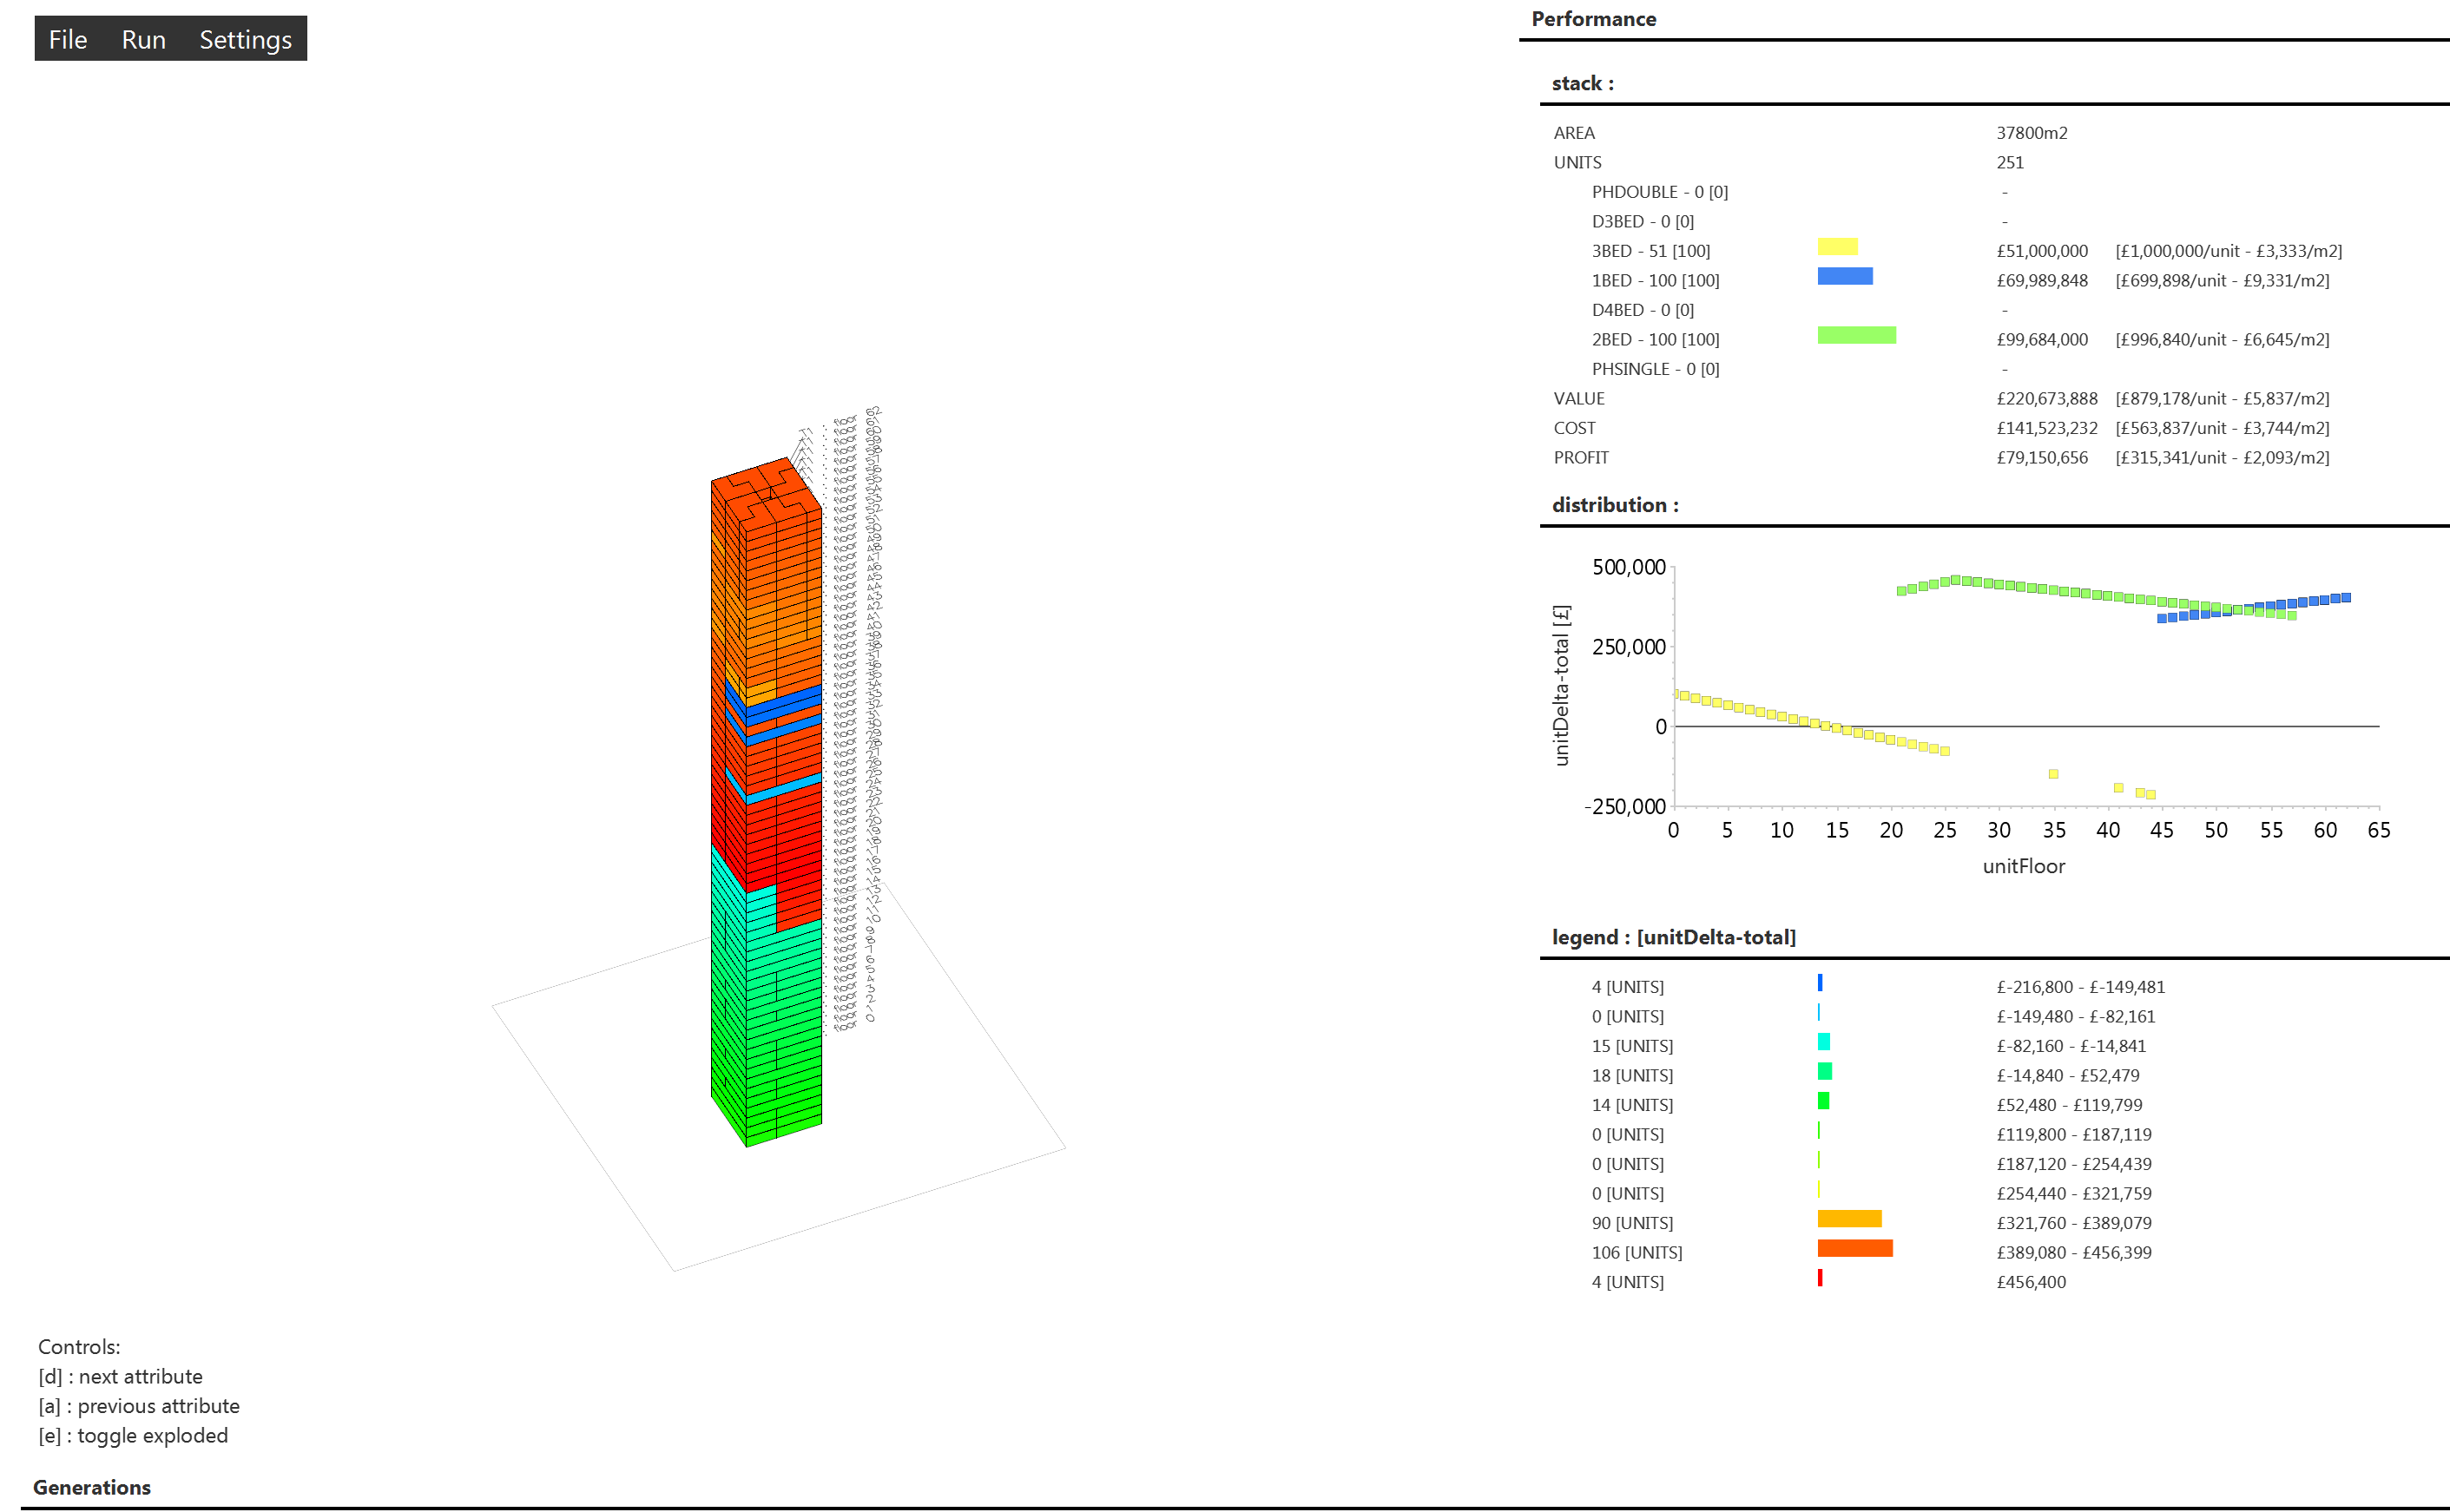 File Run Settings
Performance
stack :
AREA 37800m2
UNITS 251
PHDOUBLE - 0 [0] -
D3BED - 0 [0] -
3BED - 51 [100] £51,000,000 [£1,000,000/unit - £3,333/m2]
1BED - 100 [100] £69,989,848 [£699,898/unit - £9,331/m2]
D4BED - 0 [0] -
2BED - 100 [100] £99,684,000 [£996,840/unit - £6,645/m2]
PHSINGLE - 0 [0] -
VALUE £220,673,888 [£879,178/unit - £5,837/m2]
COST £141,523,232 [£563,837/unit - £3,744/m2]
PROFIT £79,150,656 [£315,341/unit - £2,093/m2]
distribution :
unitDelta-total [£]
500,000
250,000
0
-250,000
0 5 10 15 20 25 30 35 40 45 50 55 60 65
unitFloor
legend : [unitDelta-total]
4 [UNITS] £-216,800 - £-149,481
0 [UNITS] £-149,480 - £-82,161
15 [UNITS] £-82,160 - £-14,841
18 [UNITS] £-14,840 - £52,479
14 [UNITS] £52,480 - £119,799
0 [UNITS] £119,800 - £187,119
0 [UNITS] £187,120 - £254,439
0 [UNITS] £254,440 - £321,759
90 [UNITS] £321,760 - £389,079
106 [UNITS] £389,080 - £456,399
4 [UNITS] £456,400
Controls:
[d] : next attribute
[a] : previous attribute
[e] : toggle exploded
Generations